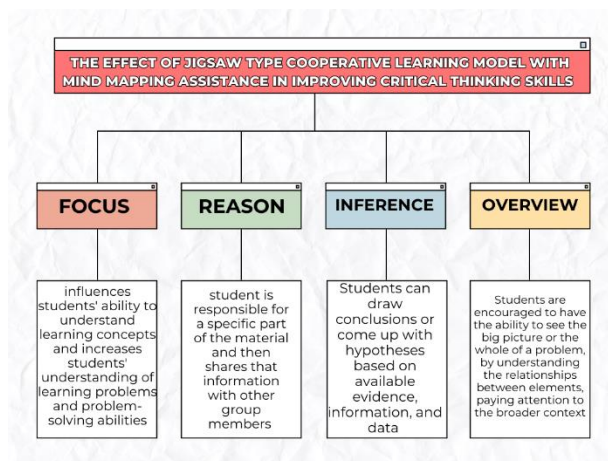 THE EFFECT OF JIGSAW TYPE COOPERATIVE LEARNING MODEL WITH
MIND MAPPING ASSISTANCE IN IMPROVING CRITICAL THINKING SKILLS
FOCUS
influences
students' ability to
understand
learning concepts
and increases
students'
understanding of
learning problems
and problem-
solving abilities
REASON
student is
responsible for
a specific part
of the material
and then
shares that
information
with other
group
members
INFERENCE
Students can
draw
conclusions or
come up with
hypotheses
based on
available
evidence,
information, and
data
OVERVIEW
Students are
encouraged to have
the ability to see the
big picture or the
whole of a problem,
by understanding
the relationships
between elements,
paying attention to
the broader context